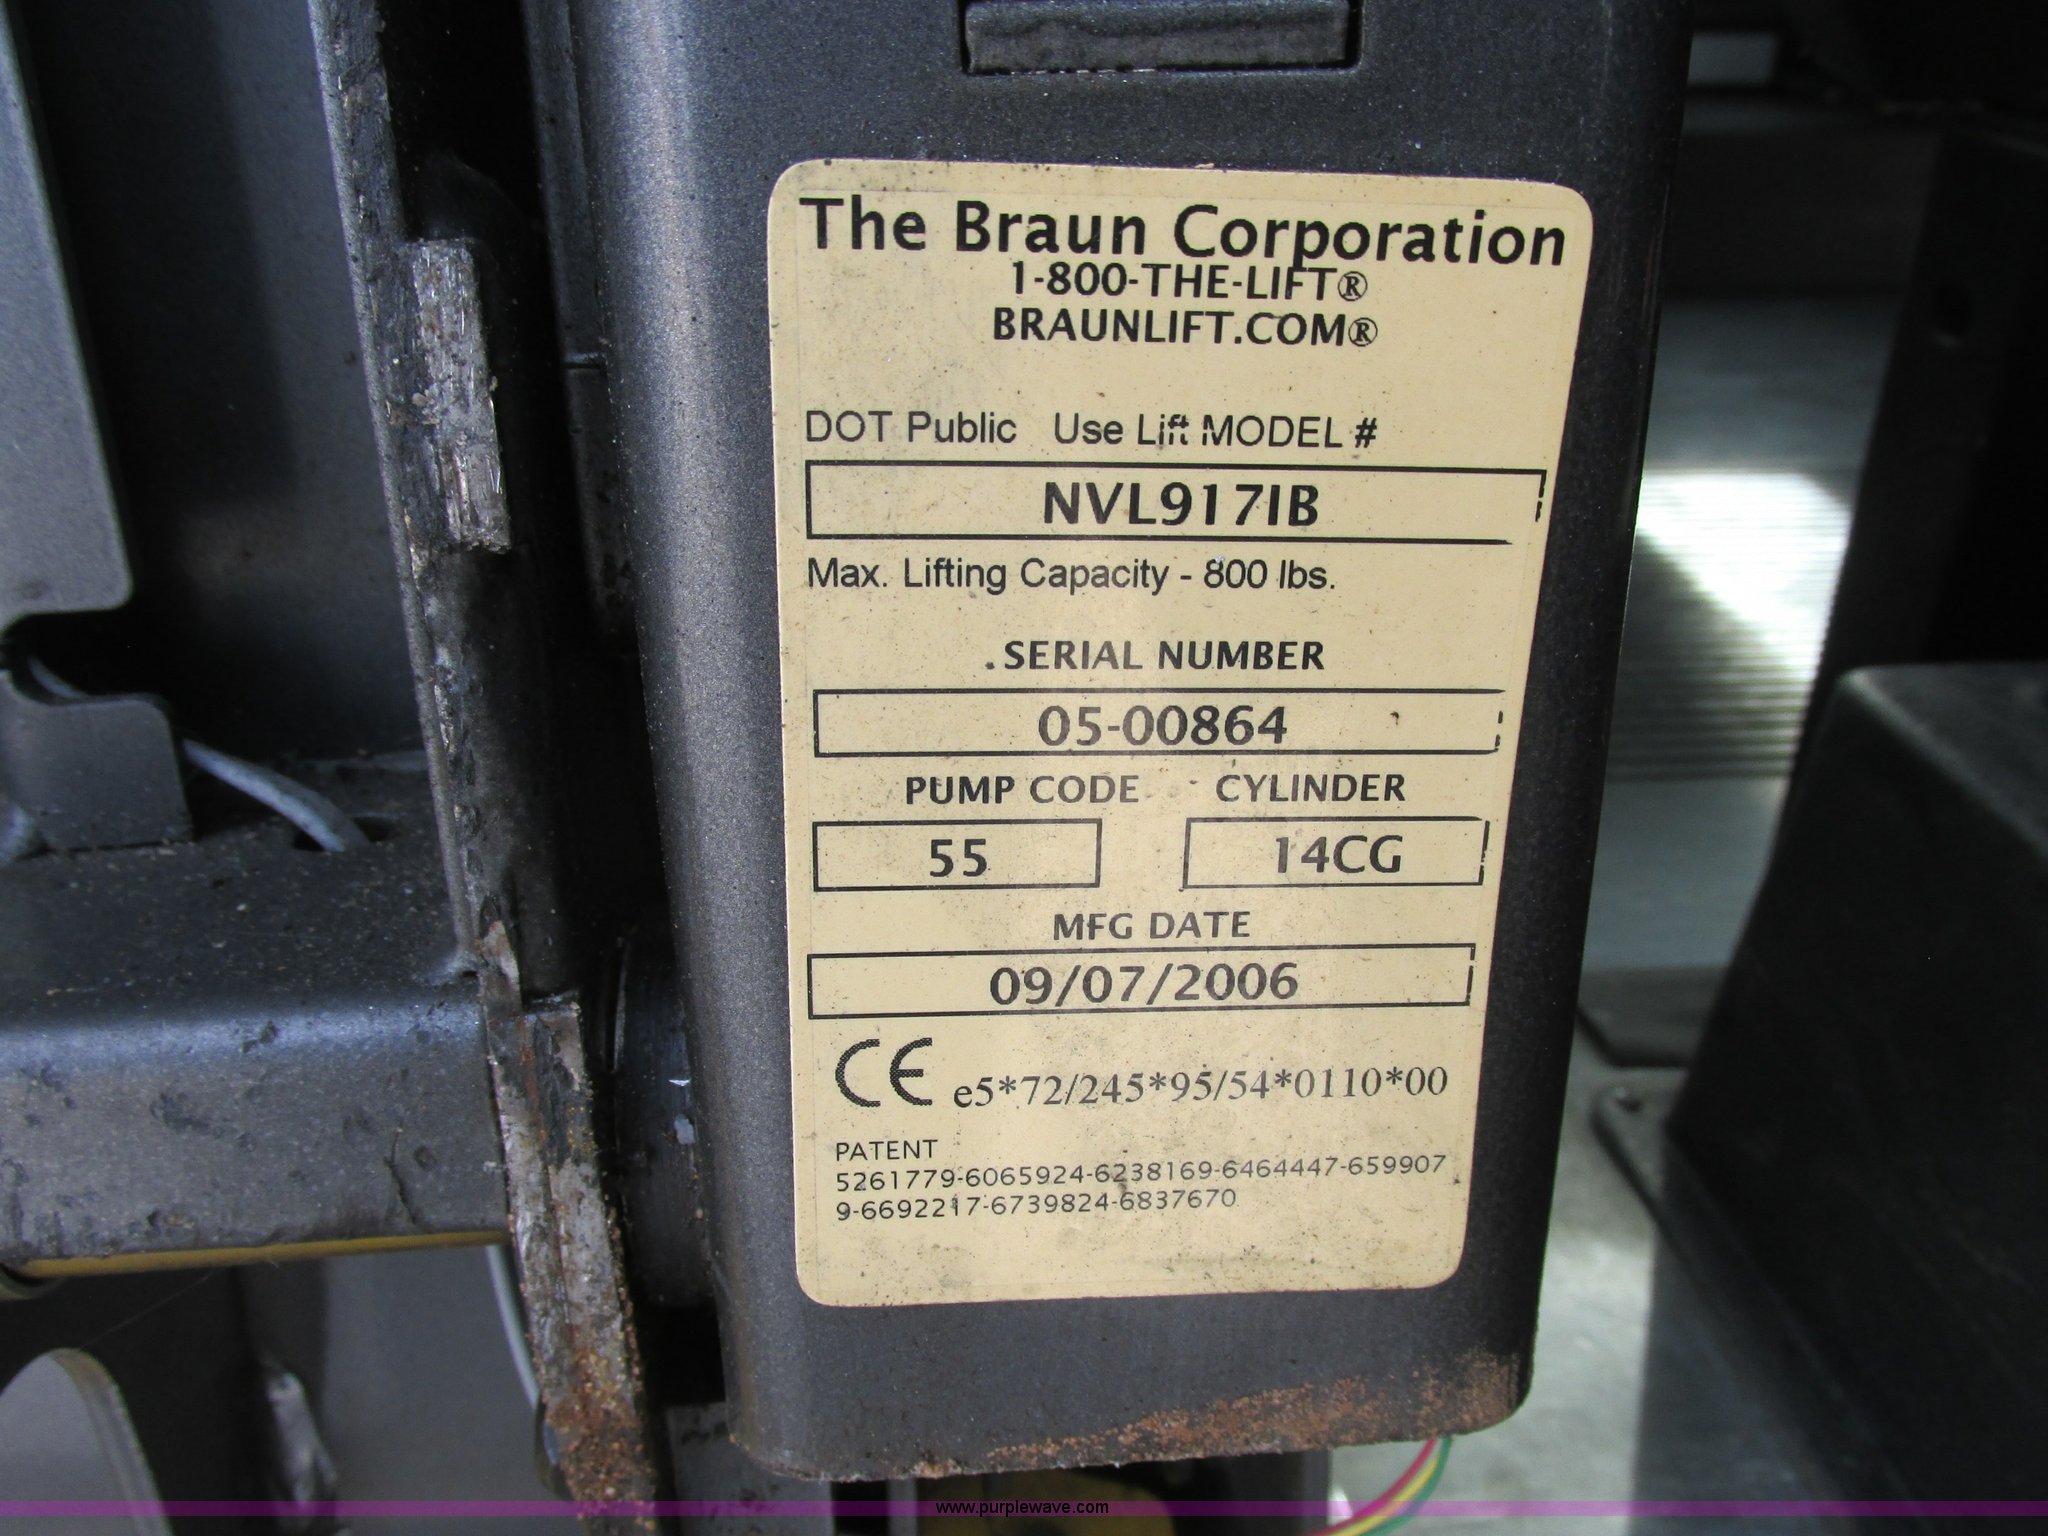 The Braun Corporation
1-800-THE-LIFT®
BRAUNLIFT.COM®
DOT Public Use Lift MODEL #
NVL917IB
Max. Lifting Capacity - 800 lbs.
.SERIAL NUMBER
05-00864
PUMP CODE CYLINDER
55 14CG
MFG DATE
09/07/2006
CE e5*72/245*95/54*0110*00
PATENT
5261779-6065924-6238169-6464447-659907
9-6692217-6739824-6837670
www.purplewave.com